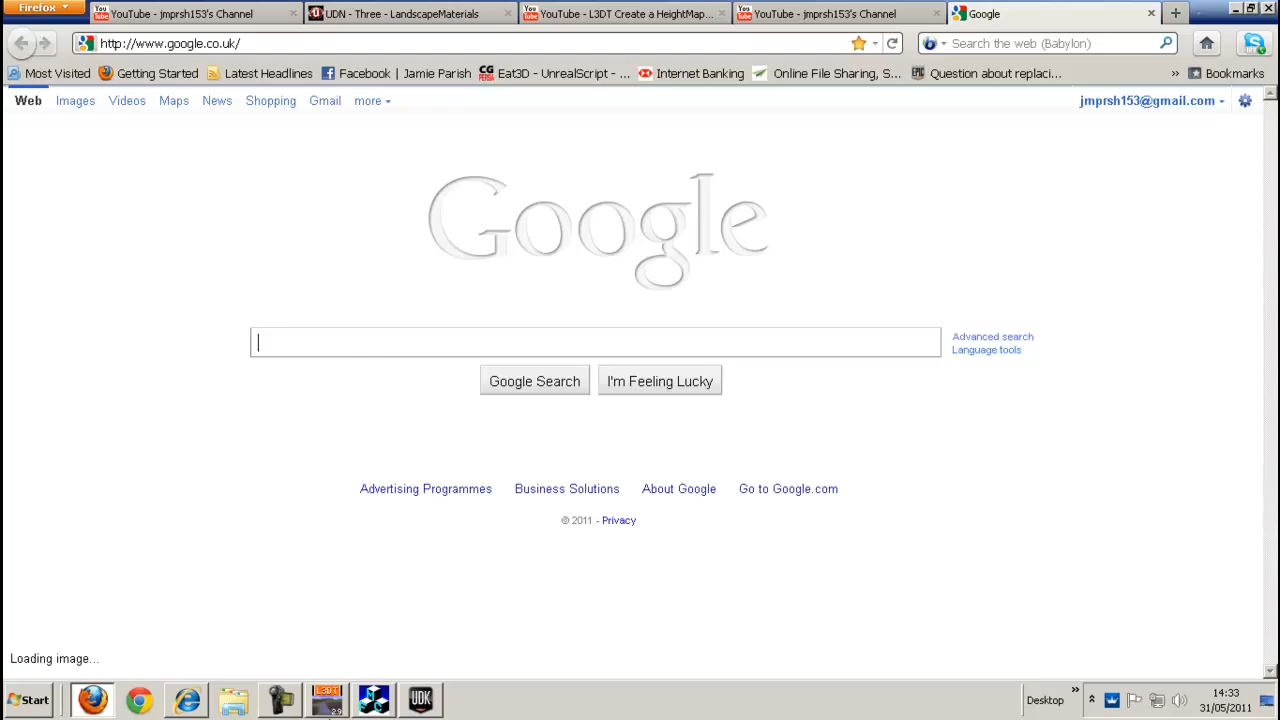 Firefox
YouTube - jmprsh153's Channel
UDN - Three - LandscapeMaterials
YouTube - L3DT Create a HeightMap...
YouTube - jmprsh153's Channel
Google
http://www.google.co.uk/
Search the web (Babylon)
Most Visited
Getting Started
Latest Headlines
Facebook | Jamie Parish
Eat3D - UnrealScript - ...
Internet Banking
Online File Sharing, S...
Question about replaci...
Bookmarks
Web Images Videos Maps News Shopping Gmail more
jmprsh153@gmail.com
Google
Advanced search
Language tools
Google Search
I'm Feeling Lucky
Advertising Programmes Business Solutions About Google Go to Google.com
© 2011 - Privacy
Loading image...
Start
L3DT
2.9
UDK
Desktop
14:33
31/05/2011